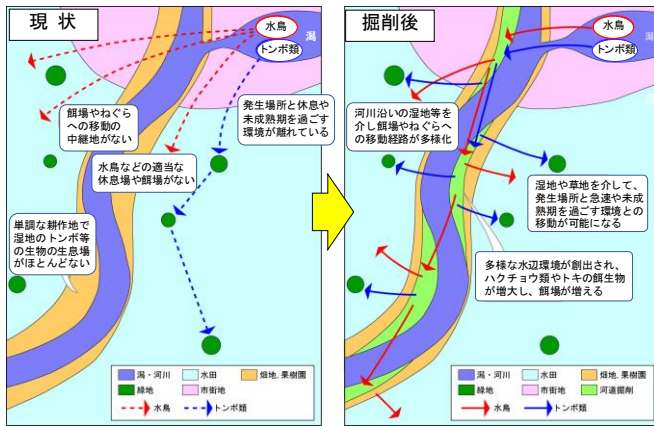 現 状
水鳥
トンボ類
潟
餌場やねぐら
への移動の
中継地がない
発生場所と休息や
未成熟期を過ごす
環境が離れている
水鳥などの適当な
休息場や餌場がない
単調な耕作地で
湿地のトンボ等
の生物の生息場
がほとんどない
潟・河川
水田
畑地、果樹園
緑地
市街地
水鳥
トンボ類
掘削後
水鳥
トンボ類
潟
河川沿いの湿地等を
介し餌場やねぐらへ
の移動経路が多様化
湿地や草地を介して、
発生場所と急速や未成
熟期を過ごす環境との
移動が可能になる
多様な水辺環境が創出され、
ハクチョウ類やトキの餌生物
が増大し、餌場が増える
潟・河川
水田
畑地、果樹園
緑地
市街地
河道掘削
水鳥
トンボ類